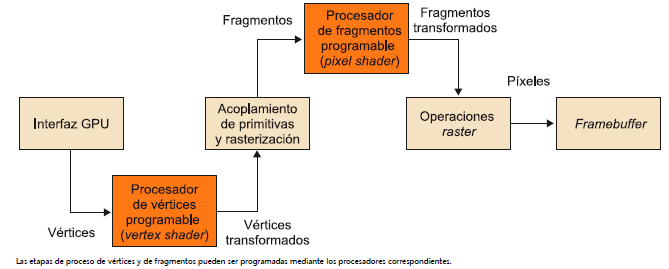 Interfaz GPU
Vértices
Procesador
de vértices
programable
(vertex shader)
Vértices
transformados
Acoplamiento
de primitivas
y rasterización
Fragmentos
Procesador
de fragmentos
programable
(pixel shader)
Fragmentos
transformados
Operaciones
raster
Píxeles
Framebuffer
Las etapas de proceso de vértices y de fragmentos pueden ser programadas mediante los procesadores correspondientes.